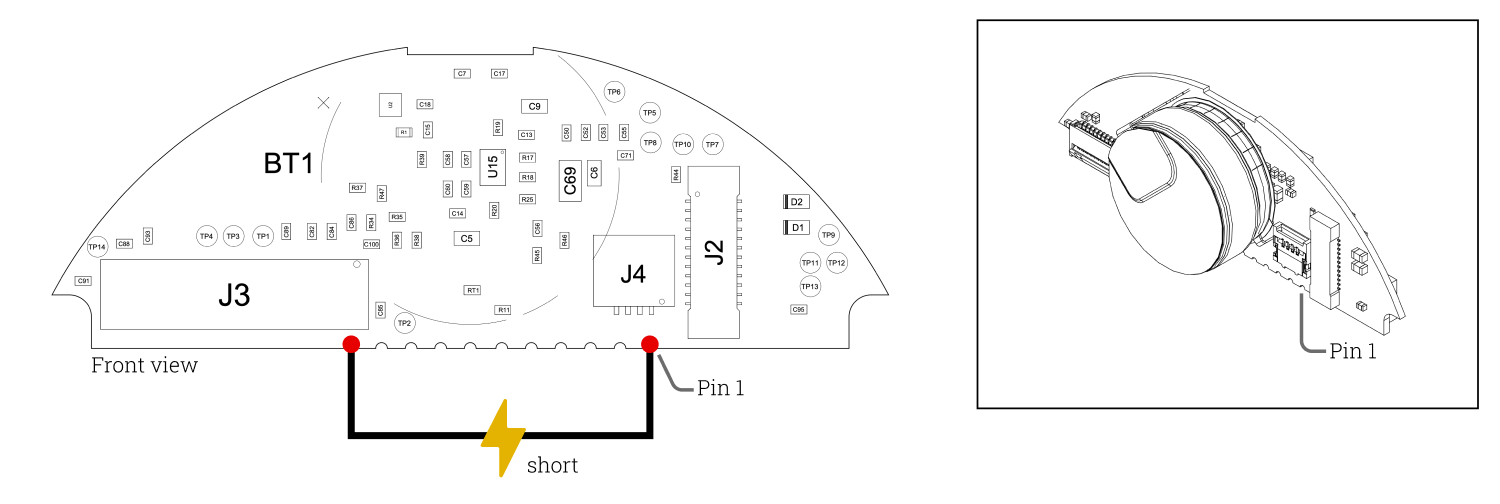 C7
C17
TP6
U2
C18
C9
TP5
R1
C15
R19
C13
C50
C52
C53
C55
TP8
TP10
TP7
BT1
R39
C58
C57
U15
R17
C71
R18
C69
C6
R44
R37
R47
C60
C59
R25
D2
C14
R20
C86
R34
R35
C56
D1
TP14
C88
C93
TP4
TP3
TP1
C89
C82
C84
C100
R36
R38
C5
R46
TP9
R45
J2
TP11
TP12
C91
J3
RT1
J4
TP13
C85
R11
C95
TP2
Front view
Pin 1
short
Pin 1